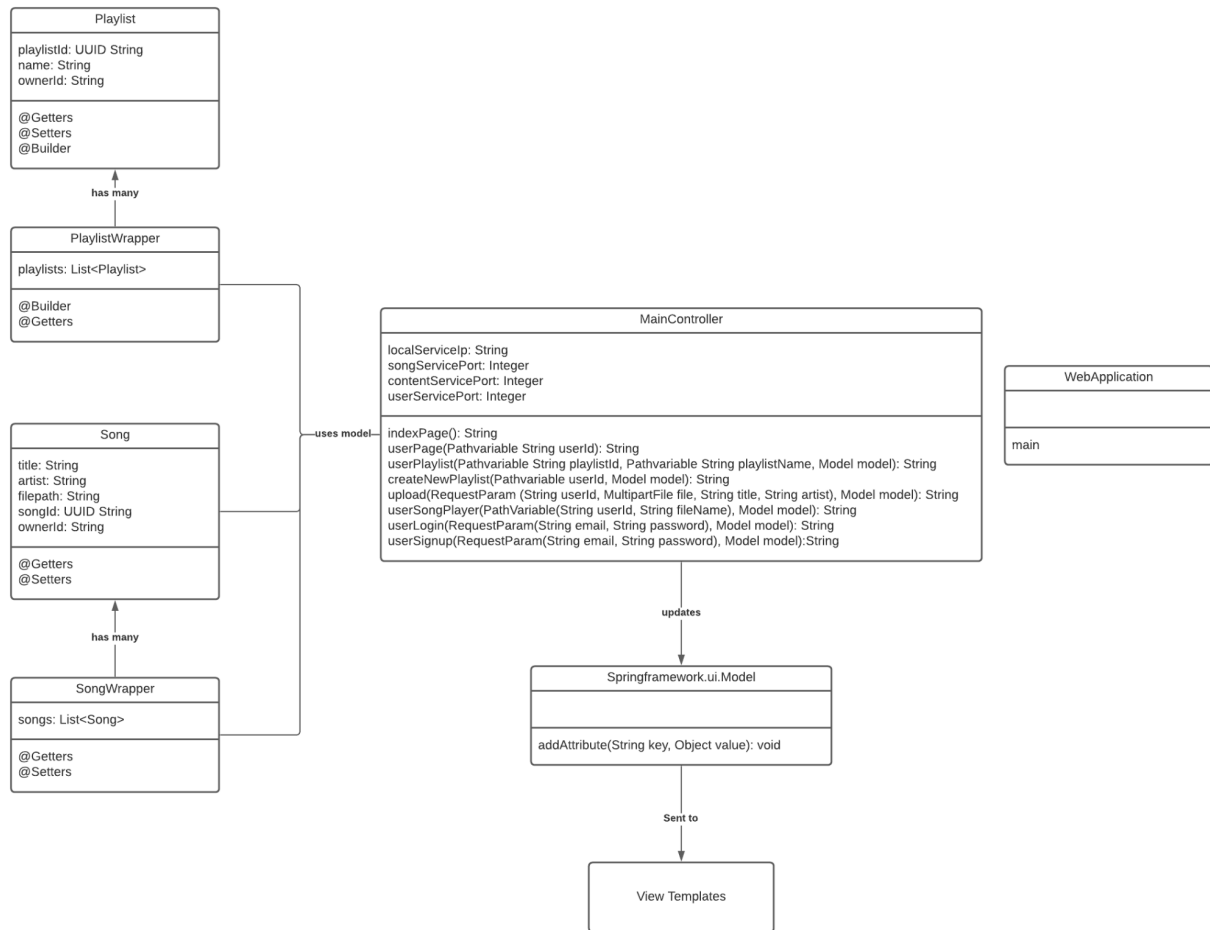 Playlist
playlistId: UUID String
name: String
ownerId: String
@Getters
@Setters
@Builder
has many
PlaylistWrapper
playlists: List<Playlist>
@Builder
@Getters
Song
title: String
artist: String
filepath: String
songId: UUID String
ownerId: String
@Getters
@Setters
has many
SongWrapper
songs: List<Song>
@Getters
@Setters
uses model
MainController
localServiceIp: String
songServicePort: Integer
contentServicePort: Integer
userServicePort: Integer
indexPage(): String
userPage(Pathvariable String userId): String
userPlaylist(Pathvariable String playlistId, Pathvariable String playlistName, Model model): String
createNewPlaylist(Pathvariable userId, Model model): String
upload(RequestParam (String userId, MultipartFile file, String title, String artist), Model model): String
userSongPlayer(PathVariable(String userId, String fileName), Model model): String
userLogin(RequestParam(String email, String password), Model model): String
userSignup(RequestParam(String email, String password), Model model):String
updates
Springframework.ui.Model
addAttribute(String key, Object value): void
Sent to
View Templates
WebApplication
main